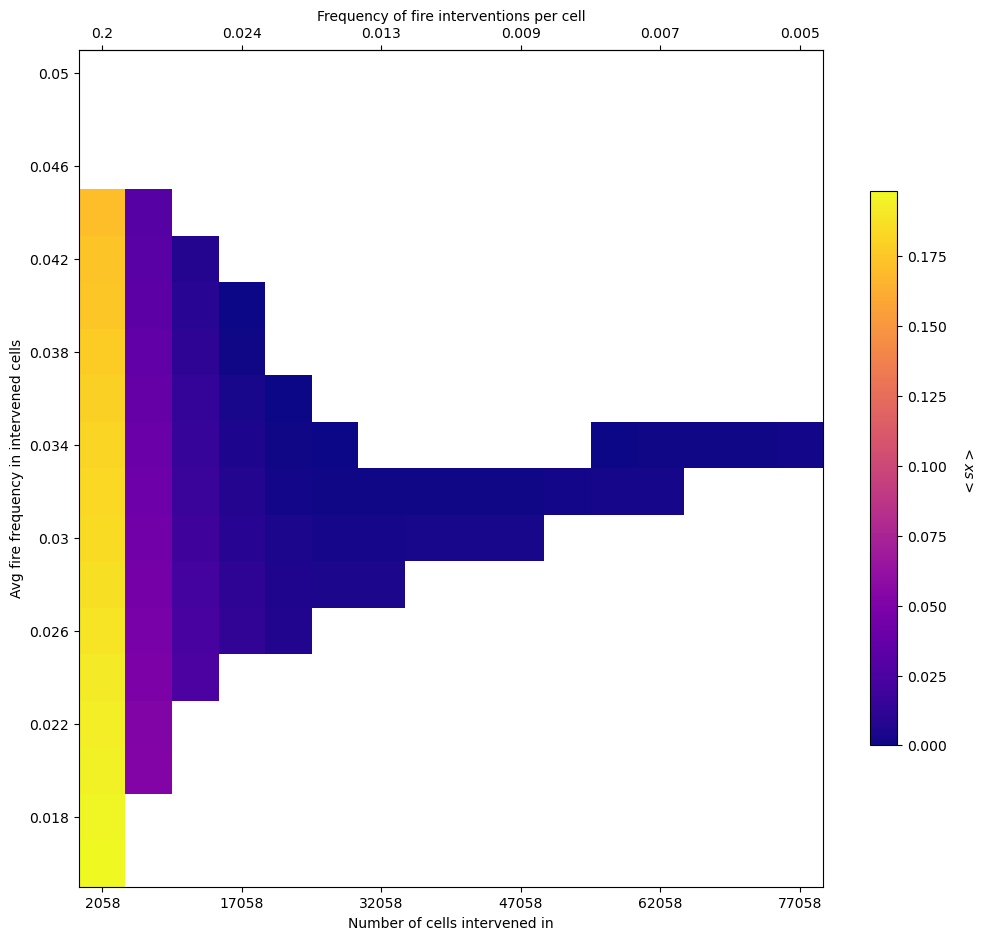 Frequency of fire interventions per cell
0.2 0.024 0.013 0.009 0.007 0.005
Avg fire frequency in intervened cells
0.05
0.046
0.042
0.038
0.034
0.03
0.026
0.022
0.018
2058 17058 32058 47058 62058 77058
Number of cells intervened in
0.175
0.150
0.125
0.100
0.075
0.050
0.025
0.000
< sx >